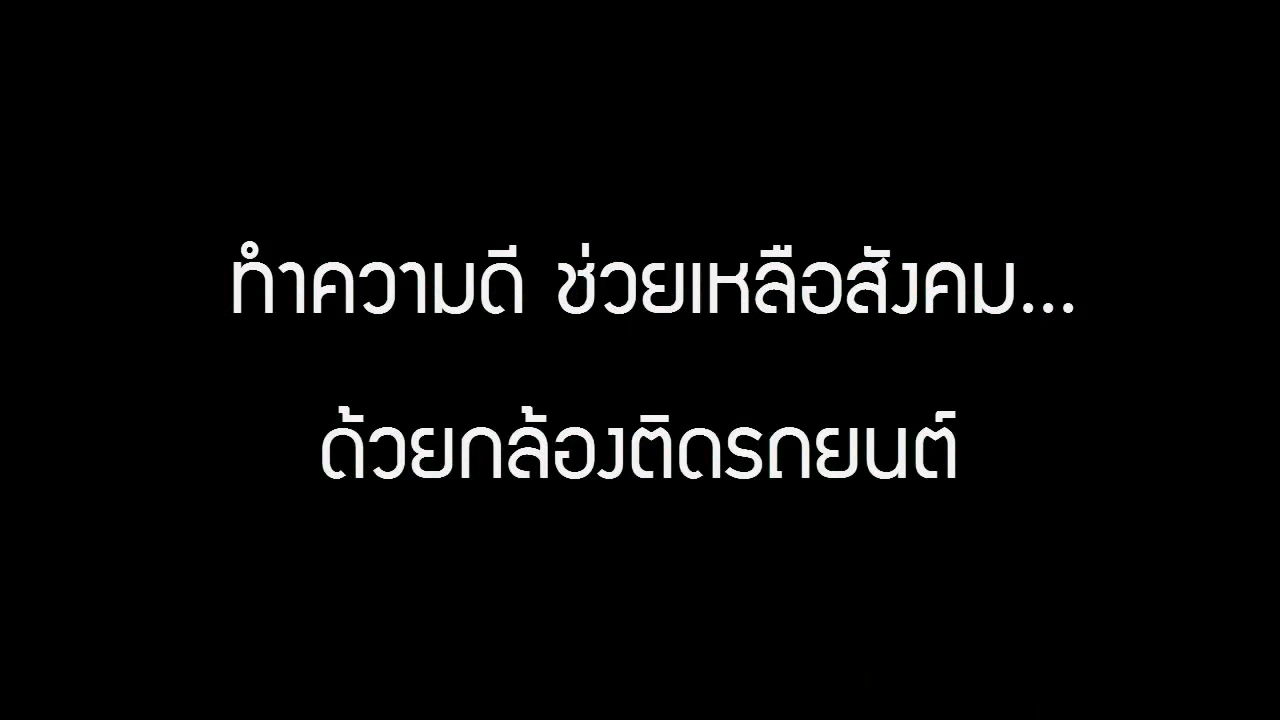 ทำความดี ช่วยเหลือสังคม...
ด้วยกล้องติดรถยนต์